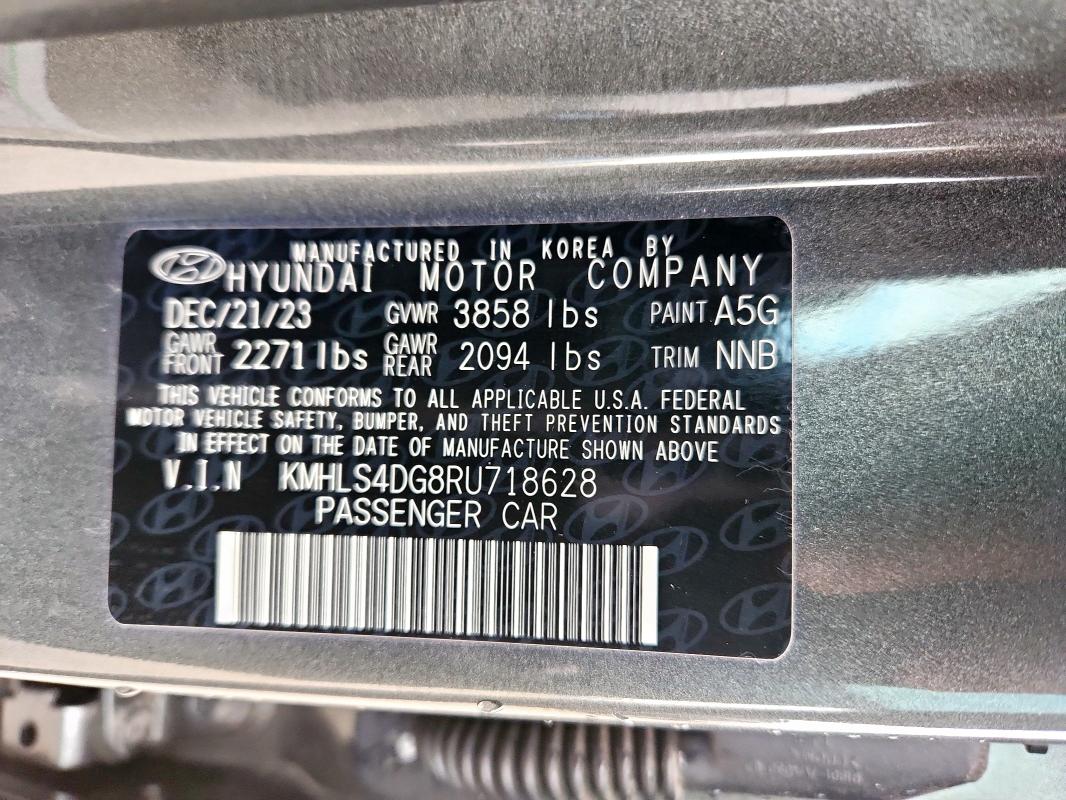 MANUFACTURED IN KOREA BY
HYUNDAI MOTOR COMPANY
DEC/21/23 GVWR 3858 lbs PAINT A5G
GAWR FRONT 2271 lbs GAWR REAR 2094 lbs TRIM NNB
THIS VEHICLE CONFORMS TO ALL APPLICABLE U.S.A. FEDERAL
MOTOR VEHICLE SAFETY, BUMPER, AND THEFT PREVENTION STANDARDS
IN EFFECT ON THE DATE OF MANUFACTURE SHOWN ABOVE
V.I.N KMHLS4DG8RU718628
PASSENGER CAR